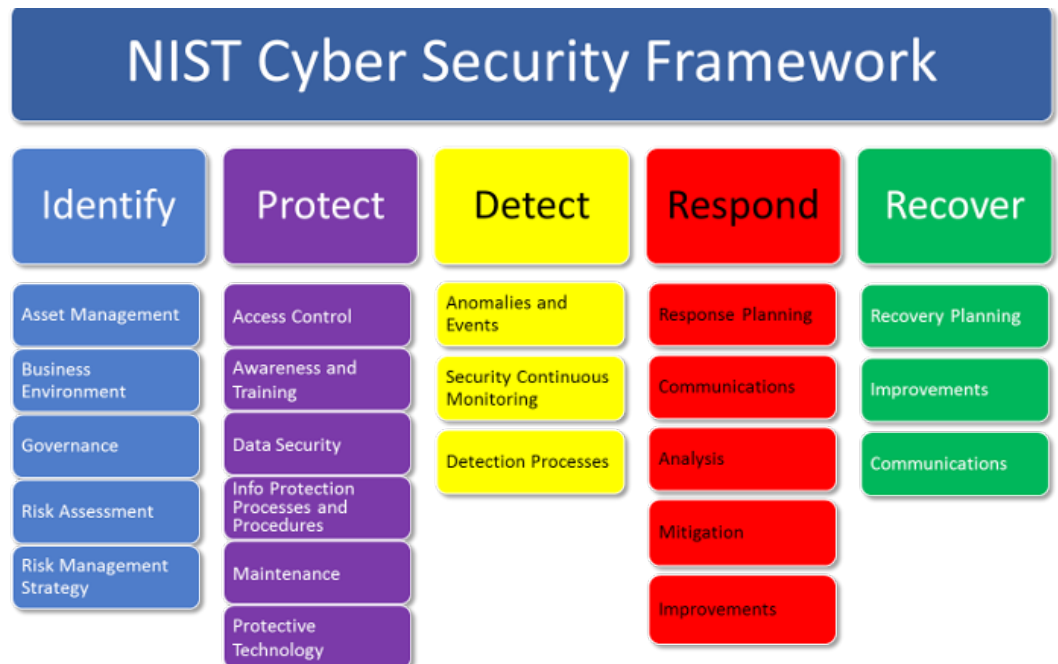 NIST Cyber Security Framework
Identify
Protect
Detect
Respond
Recover
Asset Management
Business
Environment
Governance
Risk Assessment
Risk Management
Strategy
Access Control
Awareness and
Training
Data Security
Info Protection
Processes and
Procedures
Maintenance
Protective
Technology
Anomalies and
Events
Security Continuous
Monitoring
Detection Processes
Response Planning
Communications
Analysis
Mitigation
Improvements
Recovery Planning
Improvements
Communications